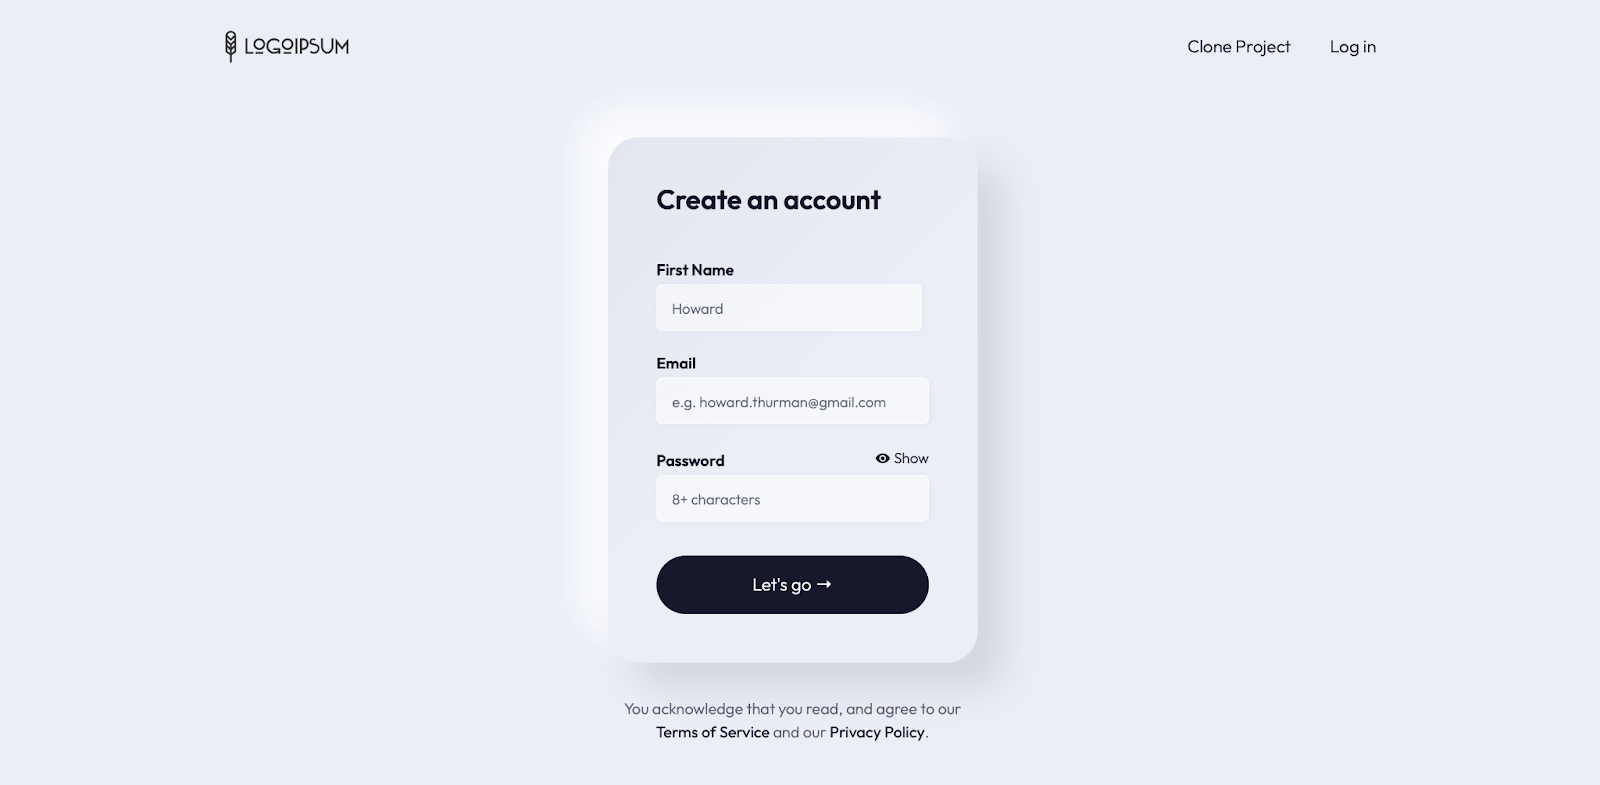 LOGOIPSUM
Clone Project
Log in
Create an account
First Name
Howard
Email
e.g. howard.thurman@gmail.com
Password
Show
8+ characters
Let's go →
You acknowledge that you read, and agree to our
Terms of Service and our Privacy Policy.